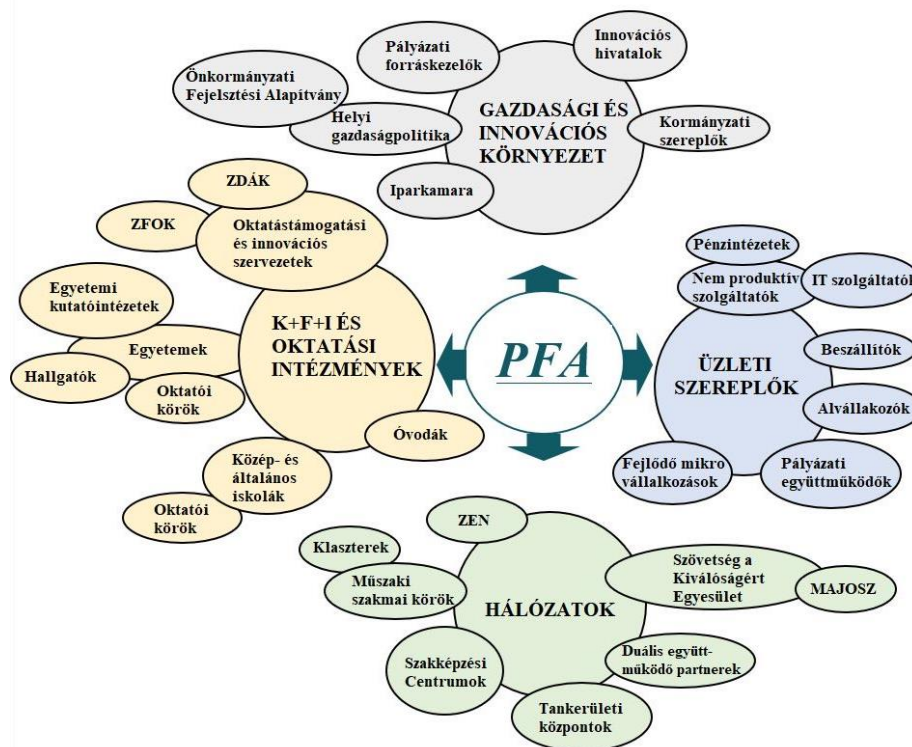 Innovációs
hivatalok
Pályázati
forráskezelők
Önkormányzati
Fejelsztési Alapítvány
GAZDASÁGI ÉS
INNOVÁCIÓS
KÖRNYEZET
Helyi
gazdaságpolitika
Kormányzati
szereplők
Iparkamara
ZDÁK
ZFOK
Oktatástámogatási
és innovációs
szervezetek
Egyetemi
kutatóintézetek
K+F+I ÉS
OKTATÁSI
INTÉZMÉNYEK
Egyetemek
Hallgatók
Oktatói
körök
Óvodák
Közép- és
általános
iskolák
Oktatói
körök
PFA
Pénzintézetek
Nem produktív
szolgáltatók
IT szolgáltatók
Beszállítók
ÜZLETI
SZEREPLŐK
Alvállakozók
Fejlődő mikro
vállalkozások
Pályázati
együttműködők
ZEN
Klaszterek
Műszaki
szakmai körök
HÁLÓZATOK
Szövetség a
Kiválóságért
Egyesület
MAJOSZ
Szakképzési
Centrumok
Duális együtt-
működő partnerek
Tankerületi
központok